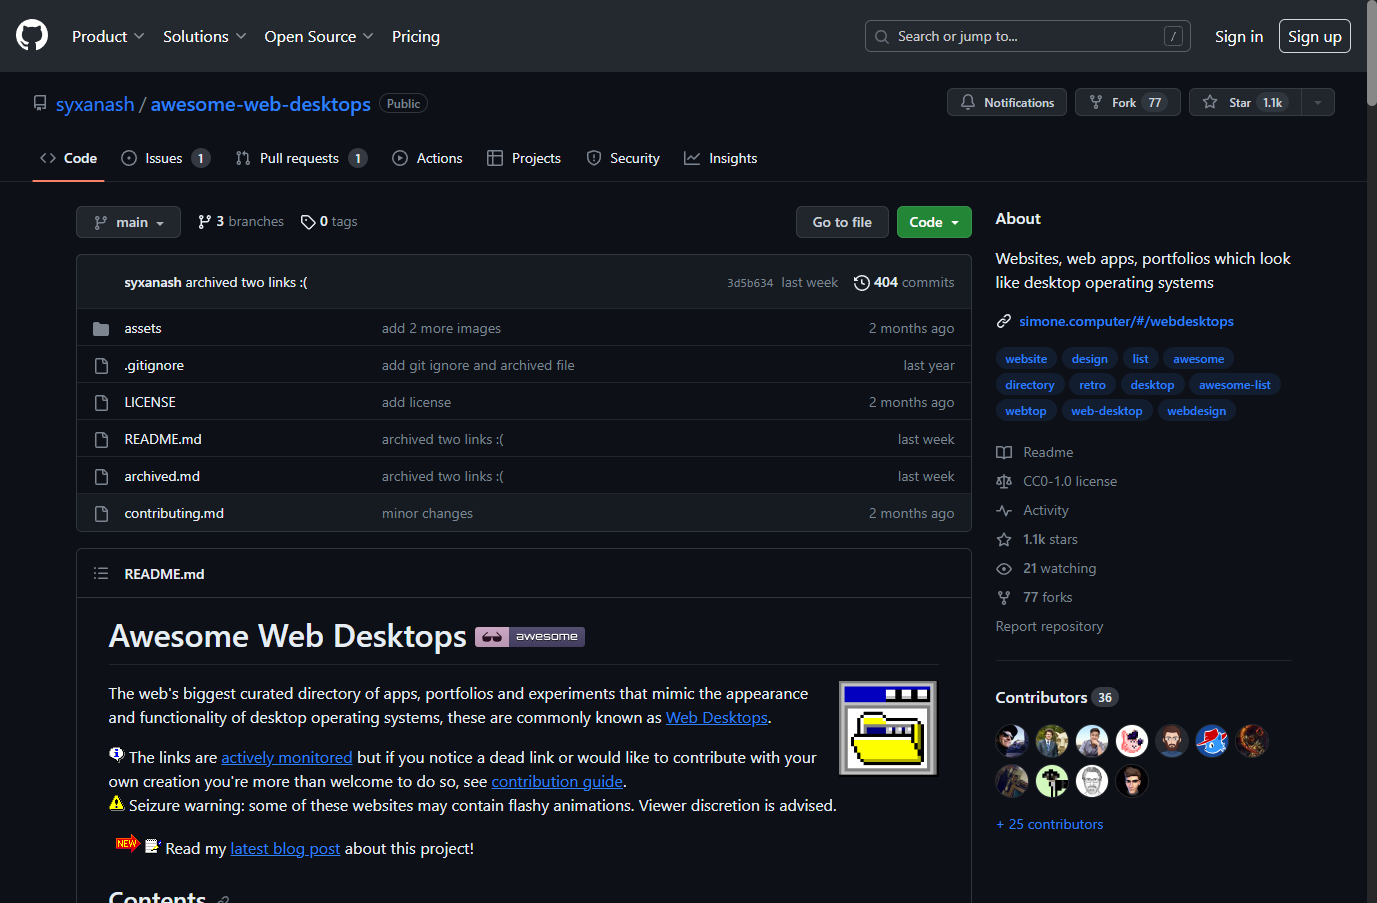 Product Solutions Open Source Pricing Search or jump to... / Sign in Sign up
syxanash / awesome-web-desktops Public Notifications Fork 77 Star 1.1k
Code Issues 1 Pull requests 1 Actions Projects Security Insights
main 3 branches 0 tags Go to file Code
syxanash archived two links :( 3d5b634 last week 404 commits
assets add 2 more images 2 months ago
.gitignore add git ignore and archived file last year
LICENSE add license 2 months ago
README.md archived two links :( last week
archived.md archived two links :( last week
contributing.md minor changes 2 months ago
README.md
Awesome Web Desktops awesome
The web's biggest curated directory of apps, portfolios and experiments that mimic the appearance
and functionality of desktop operating systems, these are commonly known as Web Desktops.
The links are actively monitored but if you notice a dead link or would like to contribute with your
own creation you're more than welcome to do so, see contribution guide.
Seizure warning: some of these websites may contain flashy animations. Viewer discretion is advised.
NEW Read my latest blog post about this project!
Contents
About
Websites, web apps, portfolios which look
like desktop operating systems
simone.computer/#/webdesktops
website design list awesome
directory retro desktop awesome-list
webtop web-desktop webdesign
Readme
CC0-1.0 license
Activity
1.1k stars
21 watching
77 forks
Report repository
Contributors 36
+ 25 contributors